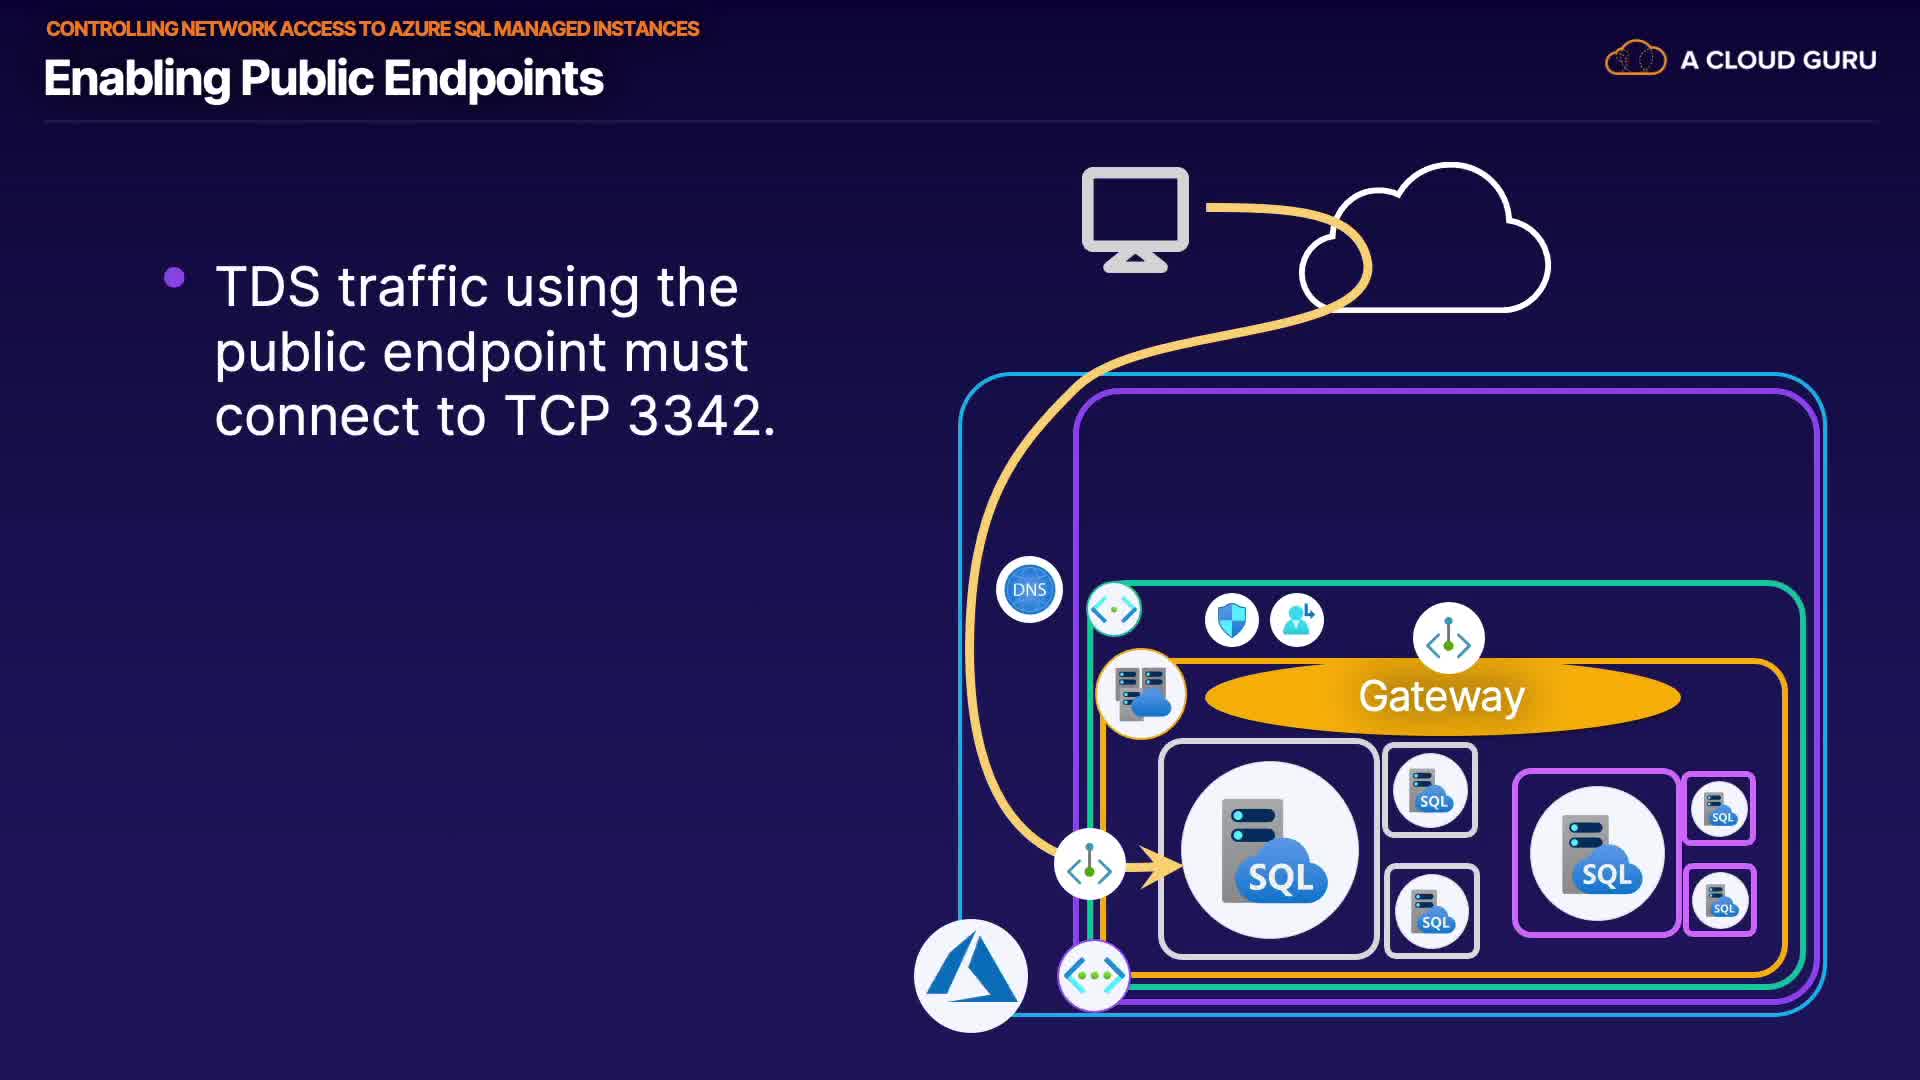 CONTROLLING NETWORK ACCESS TO AZURE SQL MANAGED INSTANCES
Enabling Public Endpoints
A CLOUD GURU
TDS traffic using the
public endpoint must
connect to TCP 3342.
DNS
Gateway
SQL
SQL
SQL
SQL
SQL
SQL